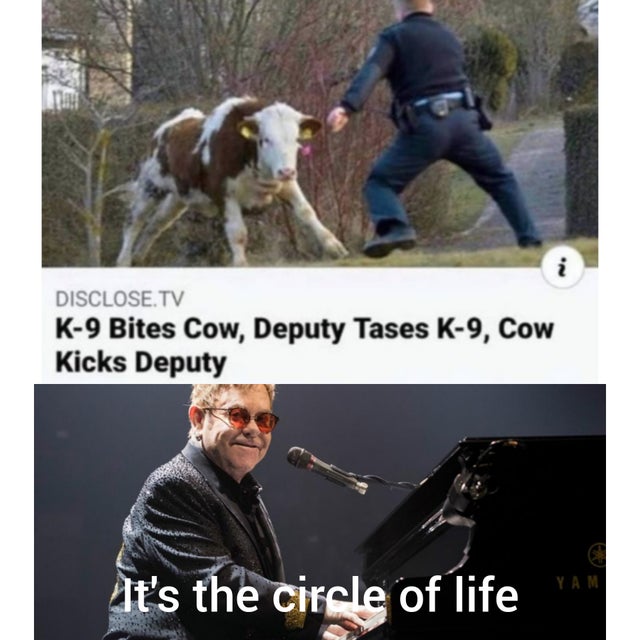 DISCLOSE.TV
K-9 Bites Cow, Deputy Tases K-9, Cow
Kicks Deputy
It's the circle of life
YAM